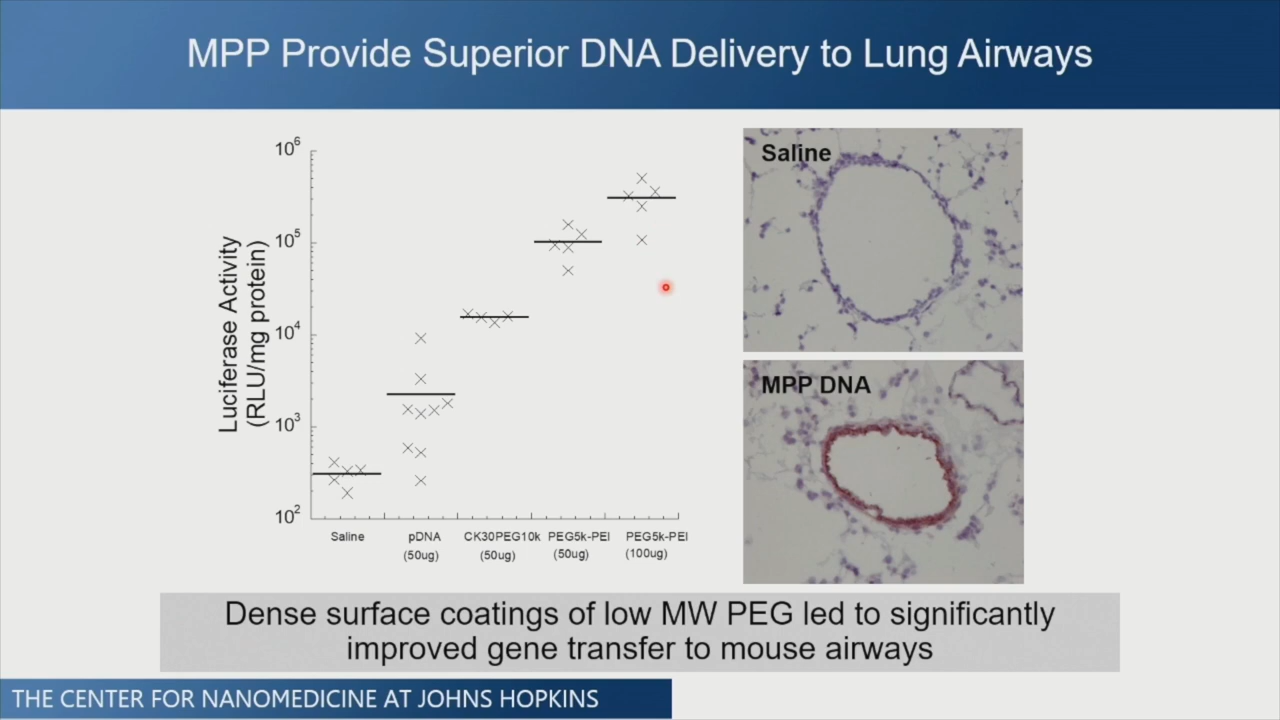 MPP Provide Superior DNA Delivery to Lung Airways
Luciferase Activity
(RLU/mg protein)
10^6
10^5
10^4
10^3
10^2
Saline
pDNA
(50ug)
CK30PEG10k
(50ug)
PEG5k-PEI
(50ug)
PEG5k-PEI
(100ug)
Saline
MPP DNA
Dense surface coatings of low MW PEG led to significantly
improved gene transfer to mouse airways
THE CENTER FOR NANOMEDICINE AT JOHNS HOPKINS